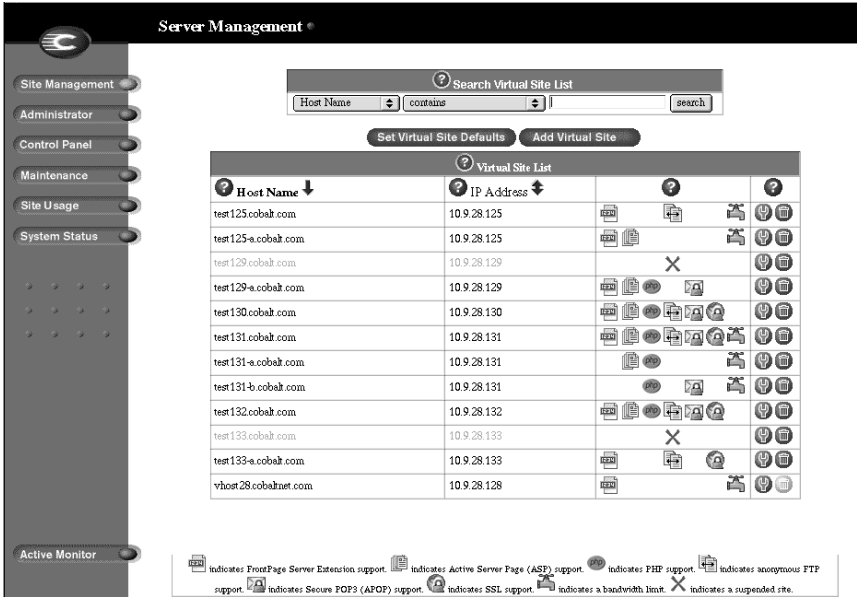 Server Management
Site Management
Administrator
Control Panel
Maintenance
Site Usage
System Status
Active Monitor
Search Virtual Site List
Host Name contains search
Set Virtual Site Defaults Add Virtual Site
Virtual Site List
Host Name IP Address
test125.cobalt.com 10.9.28.125
test125-a.cobalt.com 10.9.28.125
test129.cobalt.com 10.9.28.129
test129-a.cobalt.com 10.9.28.129
test130.cobalt.com 10.9.28.130
test131.cobalt.com 10.9.28.131
test131-a.cobalt.com 10.9.28.131
test131-b.cobalt.com 10.9.28.131
test132.cobalt.com 10.9.28.132
test133.cobalt.com 10.9.28.133
test133-a.cobalt.com 10.9.28.133
vhost28.cobaltnet.com 10.9.28.128
indicates FrontPage Server Extension support. indicates Active Server Page (ASP) support. php indicates PHP support. indicates anonymous FTP
support. indicates Secure POP3 (APOP) support. indicates SSL support. indicates a bandwidth limit. indicates a suspended site.